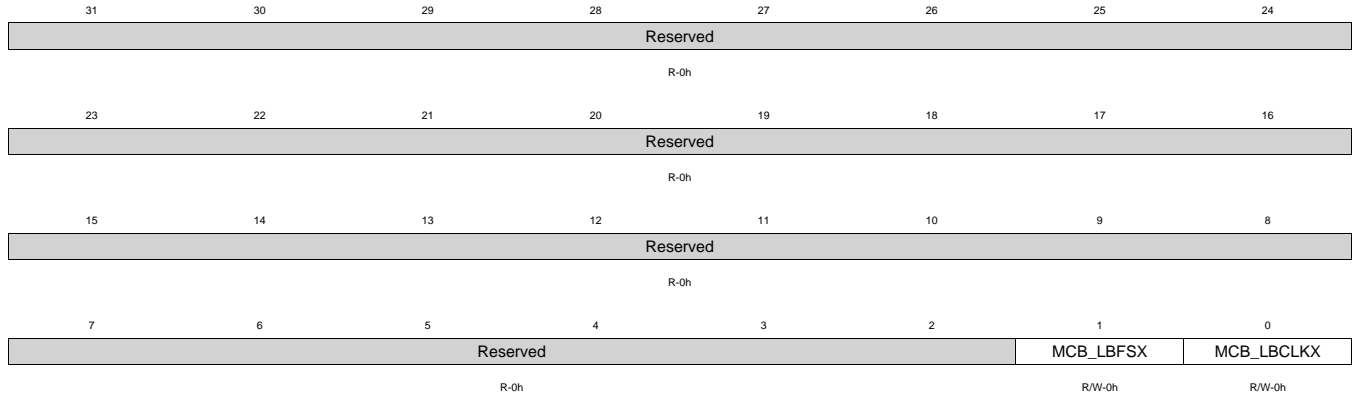 31 30 29 28 27 26 25 24
Reserved
R-0h
23 22 21 20 19 18 17 16
Reserved
R-0h
15 14 13 12 11 10 9 8
Reserved
R-0h
7 6 5 4 3 2 1 0
Reserved MCB_LBFSX MCB_LBCLKX
R-0h R/W-0h R/W-0h